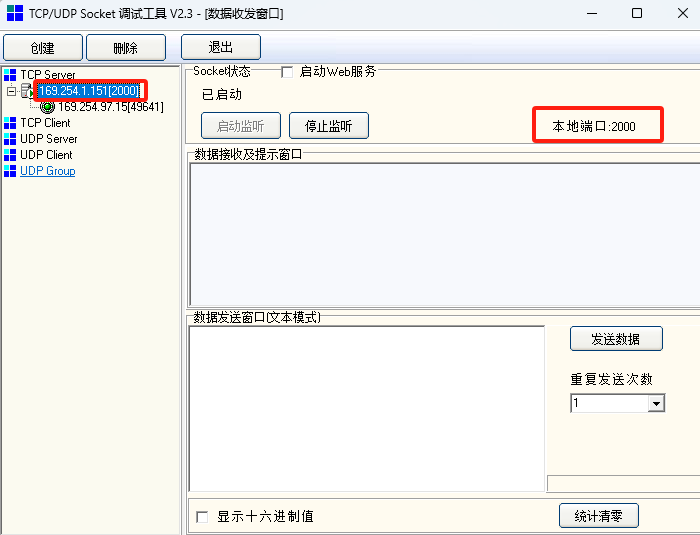 TCP/UDP Socket 调试工具 V2.3 - [数据收发窗口]
创建 删除 退出
TCP Server
169.254.1.151[2000]
169.254.97.15[49641]
TCP Client
UDP Server
UDP Client
UDP Group
Socket状态 启动Web服务
已启动
启动监听 停止监听 本地端口:2000
数据接收及提示窗口
数据发送窗口(文本模式)
发送数据
重复发送次数
1
显示十六进制值 统计清零